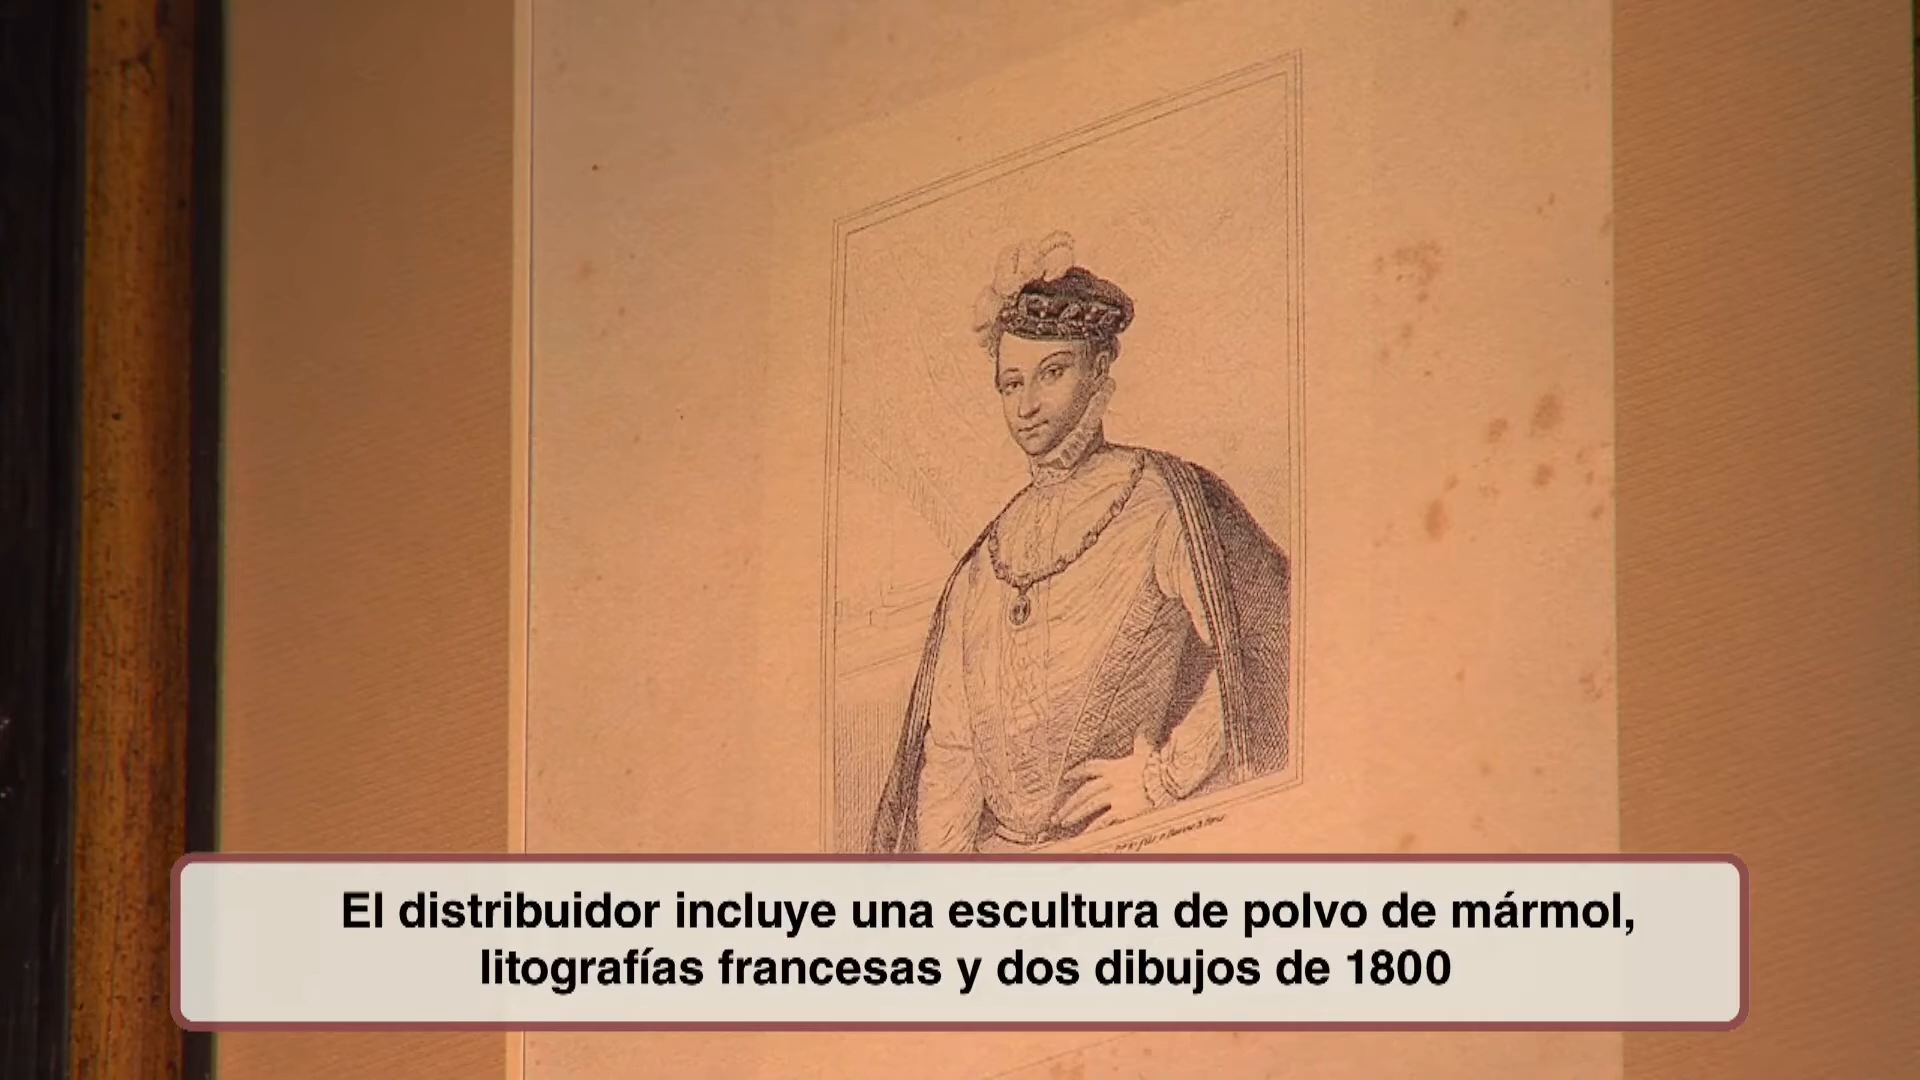 El distribuidor incluye una escultura de polvo de mármol,
litografías francesas y dos dibujos de 1800